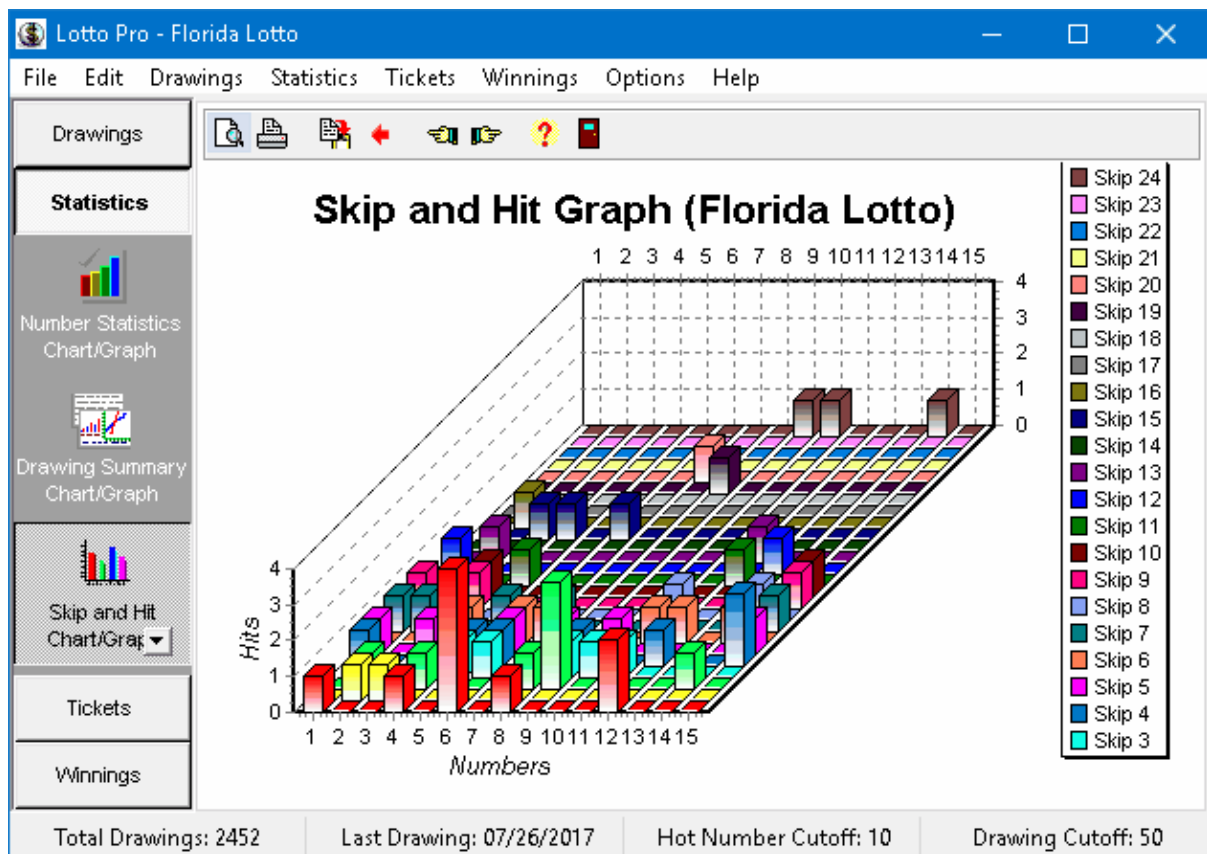 Lotto Pro - Florida Lotto
File Edit Drawings Statistics Tickets Winnings Options Help
Drawings
Statistics
Number Statistics
Chart/Graph
Drawing Summary
Chart/Graph
Skip and Hit
Chart/Grap
Tickets
Winnings
Skip and Hit Graph (Florida Lotto)
1 2 3 4 5 6 7 8 9 10 11 12 13 14 15
4
3
2
1
0
4
3
2
1
0
Hits
1 2 3 4 5 6 7 8 9 10 11 12 13 14 15
Numbers
Skip 24
Skip 23
Skip 22
Skip 21
Skip 20
Skip 19
Skip 18
Skip 17
Skip 16
Skip 15
Skip 14
Skip 13
Skip 12
Skip 11
Skip 10
Skip 9
Skip 8
Skip 7
Skip 6
Skip 5
Skip 4
Skip 3
Total Drawings: 2452 Last Drawing: 07/26/2017 Hot Number Cutoff: 10 Drawing Cutoff: 50